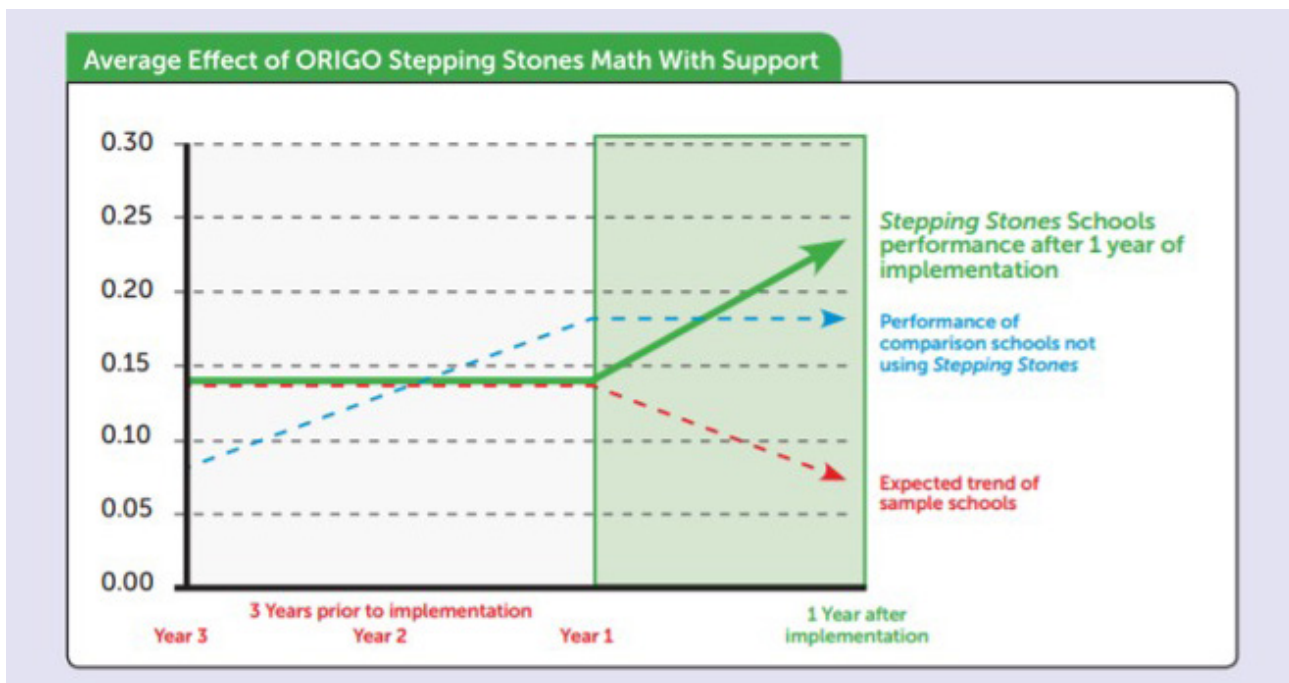 Average Effect of ORIGO Stepping Stones Math With Support
0.30
0.25
0.20
0.15
0.10
0.05
0.00
Stepping Stones Schools
performance after 1 year of
implementation
Performance of
comparison schools not
using Stepping Stones
Expected trend of
sample schools
3 Years prior to implementation
Year 3
Year 2
Year 1
1 Year after
implementation